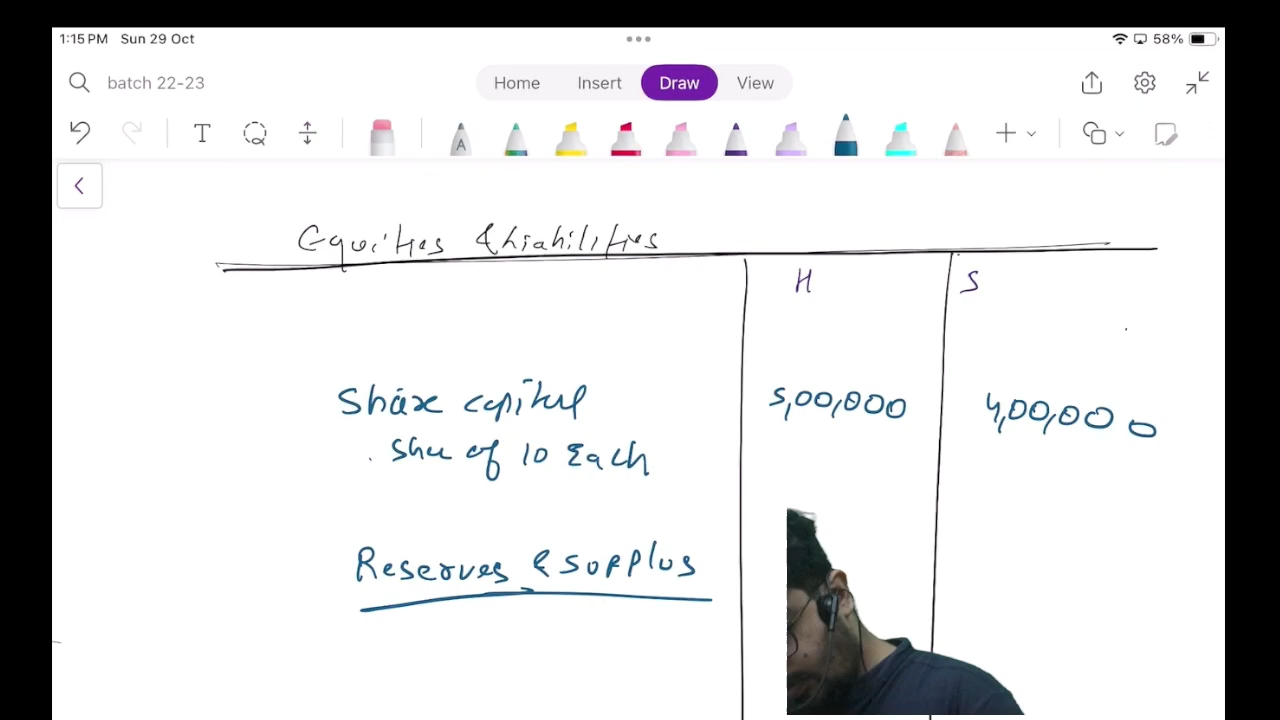 1:15 PM Sun 29 Oct 58%
batch 22-23 Home Insert Draw View
T A
Equities & Liabilities
H S
Share capital 5,00,000 4,00,000
share of 10 Each
Reserves & surplus